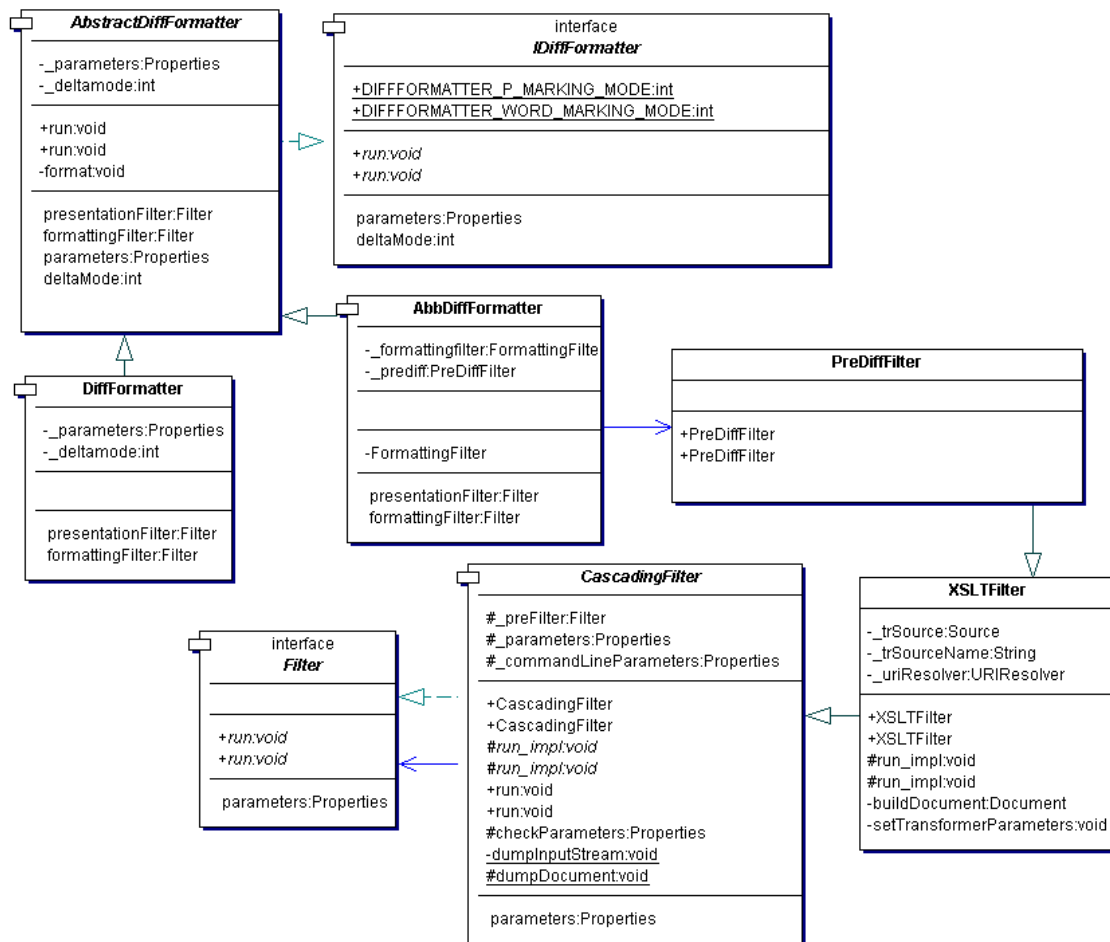 AbstractDiffFormatter
-_parameters:Properties
-_deltamode:int
+run:void
+run:void
-format:void
presentationFilter:Filter
formattingFilter:Filter
parameters:Properties
deltaMode:int
interface
IDiffFormatter
+DIFFFORMATTER_P_MARKING_MODE:int
+DIFFFORMATTER_WORD_MARKING_MODE:int
+run:void
+run:void
parameters:Properties
deltaMode:int
AbbDiffFormatter
-_formattingfilter:FormattingFilte
-_prediff:PreDiffFilter
-FormattingFilter
presentationFilter:Filter
formattingFilter:Filter
PreDiffFilter
+PreDiffFilter
+PreDiffFilter
DiffFormatter
-_parameters:Properties
-_deltamode:int
presentationFilter:Filter
formattingFilter:Filter
CascadingFilter
#_preFilter:Filter
#_parameters:Properties
#_commandLineParameters:Properties
+CascadingFilter
+CascadingFilter
#run_impl:void
#run_impl:void
+run:void
+run:void
#checkParameters:Properties
-dumpInputStream:void
#dumpDocument:void
parameters:Properties
XSLTFilter
-_trSource:Source
-_trSourceName:String
-_uriResolver:URIResolver
+XSLTFilter
+XSLTFilter
#run_impl:void
#run_impl:void
-buildDocument:Document
-setTransformerParameters:void
interface
Filter
+run:void
+run:void
parameters:Properties